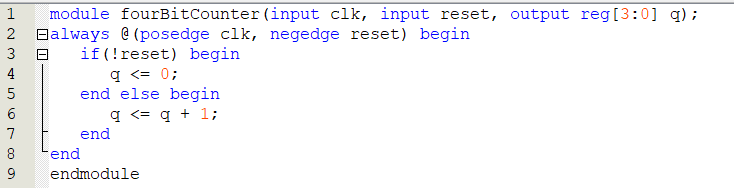 1 module fourBitCounter(input clk, input reset, output reg[3:0] q);
2 always @(posedge clk, negedge reset) begin
3 if(!reset) begin
4 q <= 0;
5 end else begin
6 q <= q + 1;
7 end
8 end
9 endmodule